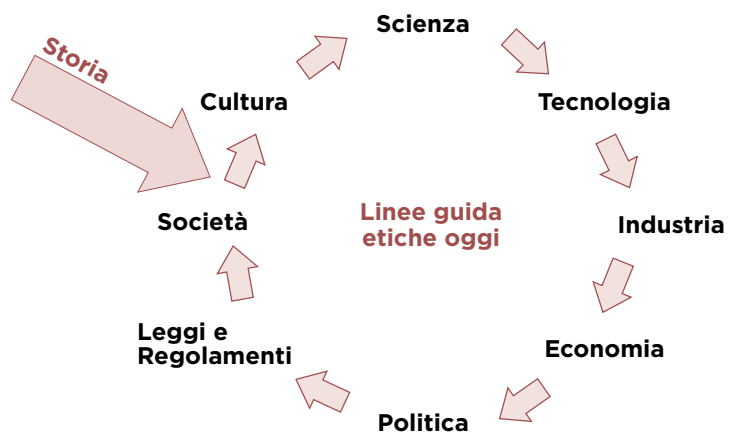 Scienza
Storia
Cultura
Tecnologia
Linee guida
etiche oggi
Società
Industria
Leggi e
Regolamenti
Economia
Politica